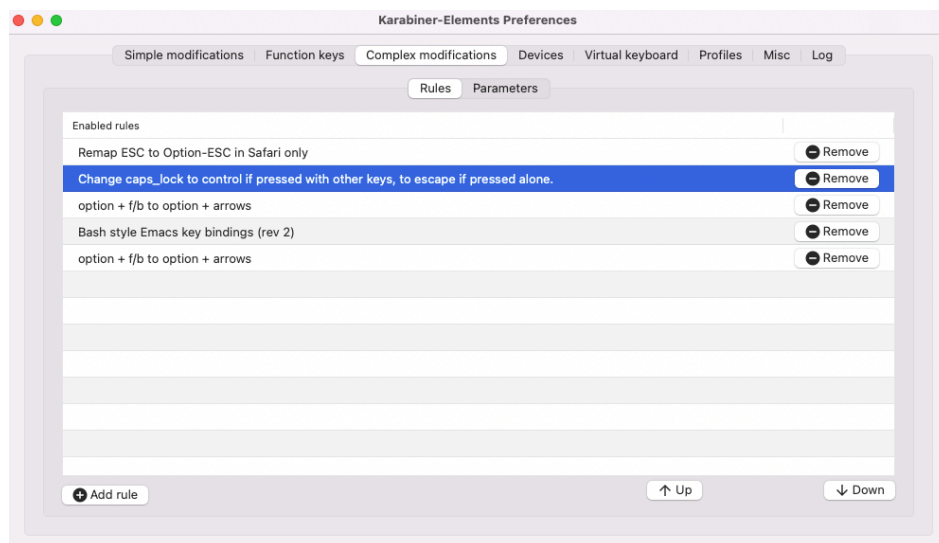 Karabiner-Elements Preferences
Simple modifications Function keys Complex modifications Devices Virtual keyboard Profiles Misc Log
Rules Parameters
Enabled rules
Remap ESC to Option-ESC in Safari only Remove
Change caps_lock to control if pressed with other keys, to escape if pressed alone. Remove
option + f/b to option + arrows Remove
Bash style Emacs key bindings (rev 2) Remove
option + f/b to option + arrows Remove
Add rule ↑ Up ↓ Down